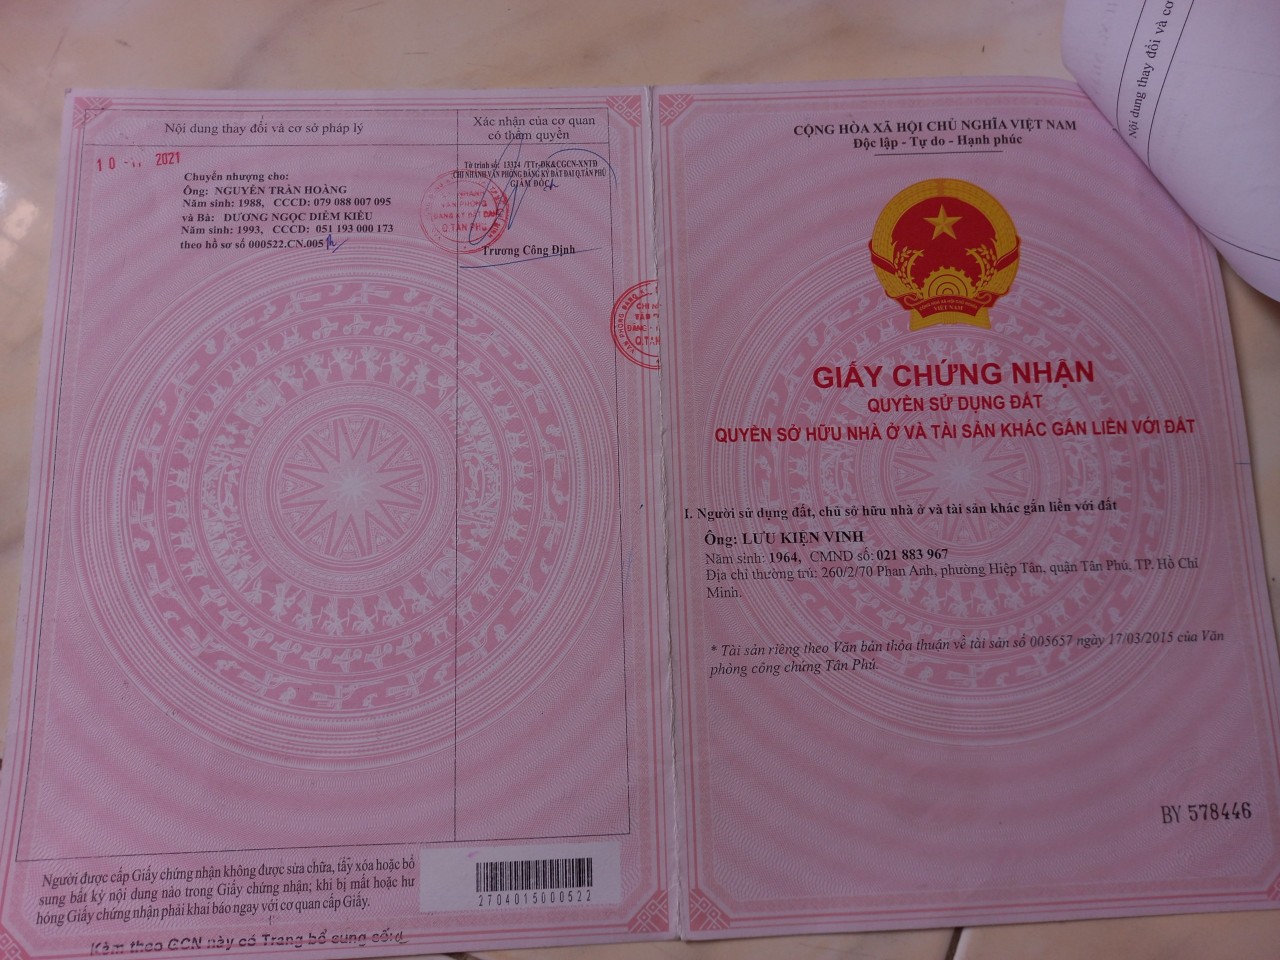 Nội dung thay đổi và cơ sở pháp lý
Xác nhận của cơ quan
có thẩm quyền
10 -11 2021
Chuyển nhượng cho:
Ông: NGUYỄN TRẦN HOÀNG
Năm sinh: 1988, CCCD: 079 088 007 095
và Bà: DƯƠNG NGỌC DIỄM KIỀU
Năm sinh: 1993, CCCD: 051 193 000 173
theo hồ sơ số 000522.CN.005
Tờ trình số: 13324 /TTr-ĐK&CGCN-XNTĐ
CHI NHÁNH VĂN PHÒNG ĐĂNG KÝ ĐẤT ĐAI Q.TÂN PHÚ
GIÁM ĐỐC
CHI NHÁNH
VĂN PHÒNG
ĐĂNG KÝ ĐẤT ĐAI
Q.TÂN PHÚ
Trương Công Định
Người được cấp Giấy chứng nhận không được sửa chữa, tẩy xóa hoặc bổ
sung bất kỳ nội dung nào trong Giấy chứng nhận; khi bị mất hoặc hư
hỏng Giấy chứng nhận phải khai báo ngay với cơ quan cấp Giấy.
2704015000522
Kèm theo GCN này có Trang bổ sung số:
CỘNG HÒA XÃ HỘI CHỦ NGHĨA VIỆT NAM
Độc lập - Tự do - Hạnh phúc
VIỆT NAM
GIẤY CHỨNG NHẬN
QUYỀN SỬ DỤNG ĐẤT
QUYỀN SỞ HỮU NHÀ Ở VÀ TÀI SẢN KHÁC GẮN LIỀN VỚI ĐẤT
I. Người sử dụng đất, chủ sở hữu nhà ở và tài sản khác gắn liền với đất
Ông: LƯU KIỆN VINH
Năm sinh: 1964, CMND số: 021 883 967
Địa chỉ thường trú: 260/2/70 Phan Anh, phường Hiệp Tân, quận Tân Phú, TP. Hồ Chí
Minh.
* Tài sản riêng theo Văn bản thỏa thuận về tài sản số 005657 ngày 17/03/2015 của Văn
phòng công chứng Tân Phú.
BY 578446
Nội dung thay đổi và cơ